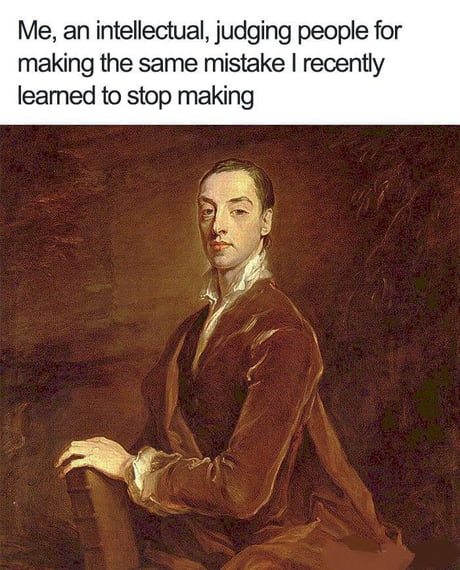 Me, an intellectual, judging people for
making the same mistake I recently
learned to stop making